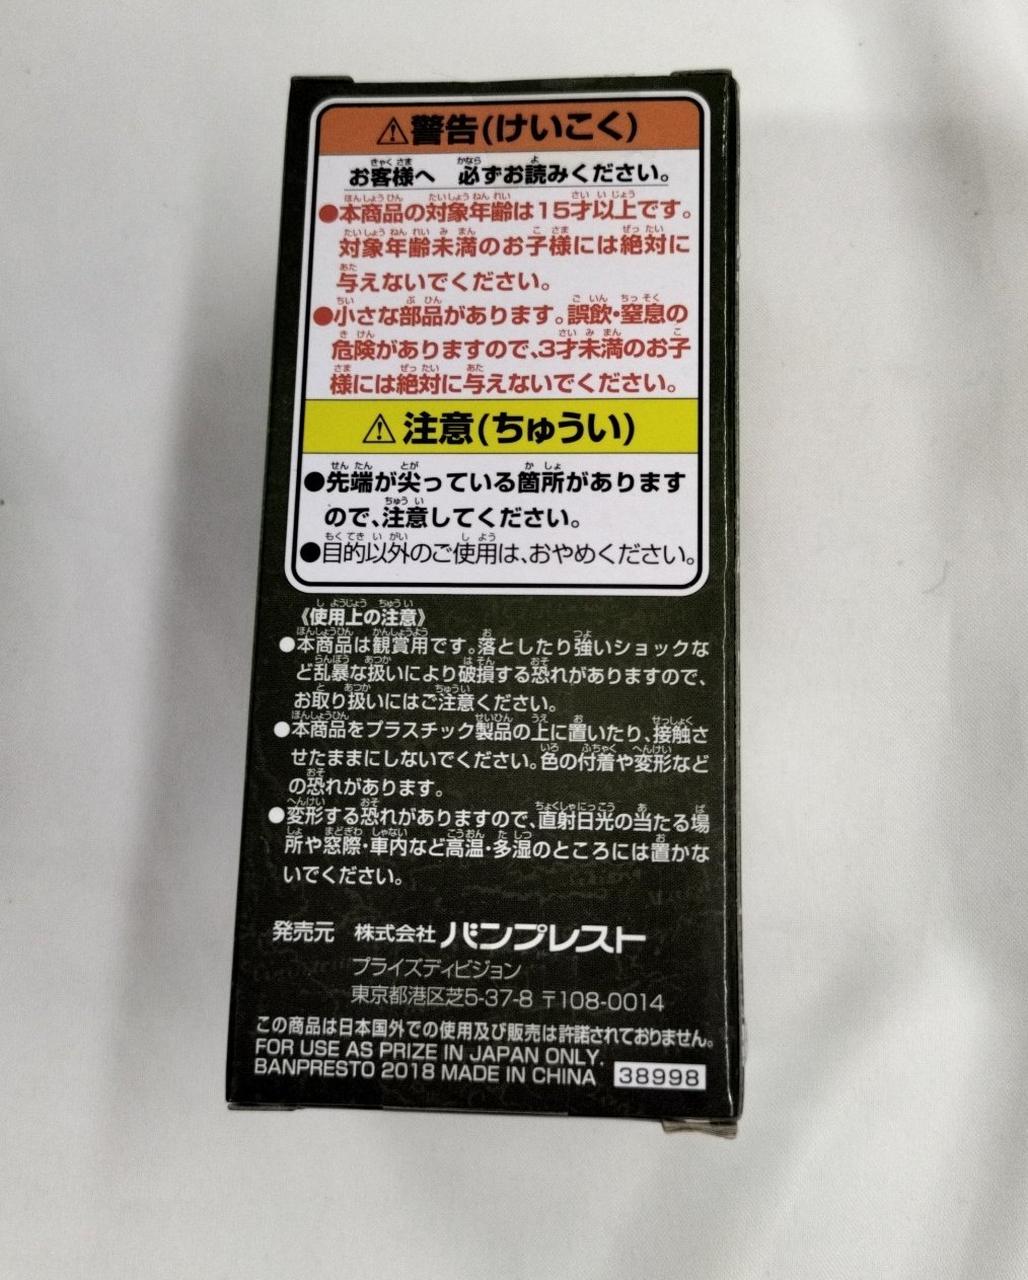 ⚠警告(けいこく)
お客様へ 必ずお読みください。
●本商品の対象年齢は15才以上です。
対象年齢未満のお子様には絶対に
与えないでください。
●小さな部品があります。誤飲・窒息の
危険がありますので、3才未満のお子
様には絶対に与えないでください。
⚠注意(ちゅうい)
●先端が尖っている箇所があります
ので、注意してください。
●目的以外のご使用は、おやめください。
《使用上の注意》
●本商品は観賞用です。落としたり強いショックな
ど乱暴な扱いにより破損する恐れがありますので、
お取り扱いにはご注意ください。
●本商品をプラスチック製品の上に置いたり、接触さ
せたままにしないでください。色の付着や変形など
の恐れがあります。
●変形する恐れがありますので、直射日光の当たる場
所や窓際・車内など高温・多湿のところには置かな
いでください。
発売元 株式会社 バンプレスト
プライズディビジョン
東京都港区芝5-37-8 〒108-0014
この商品は日本国外での使用及び販売は許諾されておりません。
FOR USE AS PRIZE IN JAPAN ONLY.
BANPRESTO 2018 MADE IN CHINA 38998